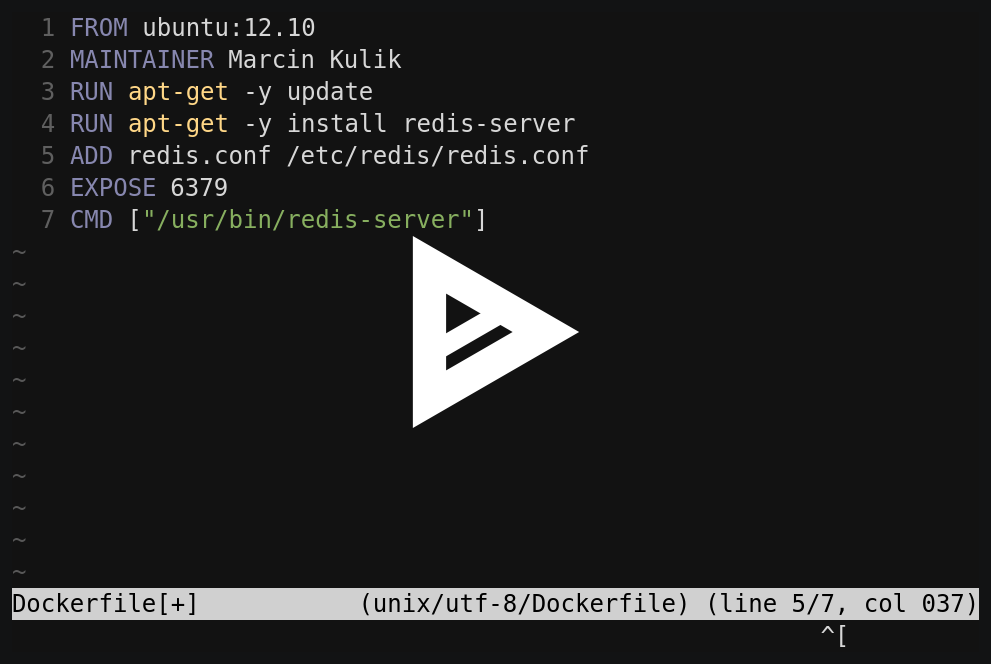 1 FROM ubuntu:12.10
2 MAINTAINER Marcin Kulik
3 RUN apt-get -y update
4 RUN apt-get -y install redis-server
5 ADD redis.conf /etc/redis/redis.conf
6 EXPOSE 6379
7 CMD ["/usr/bin/redis-server"]
~
~
~
~
~
~
~
~
~
~
~
Dockerfile[+] (unix/utf-8/Dockerfile) (line 5/7, col 037)
^[